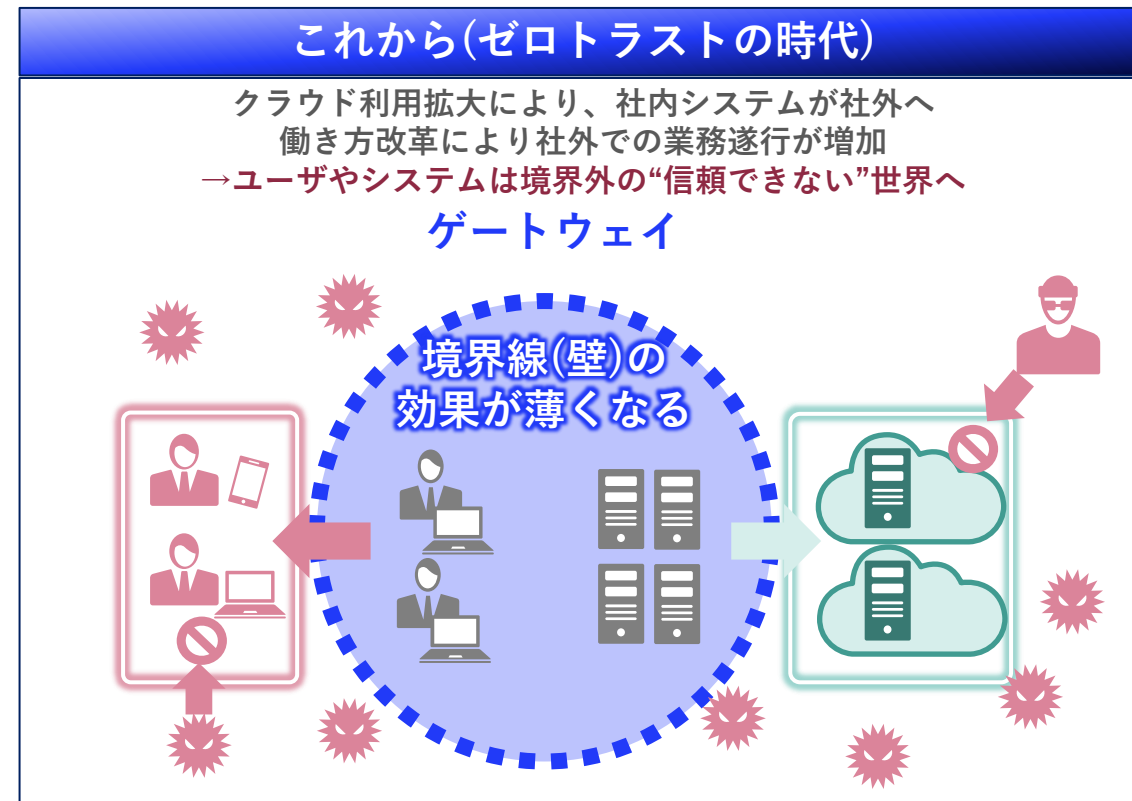 これから(ゼロトラストの時代)
クラウド利用拡大により、社内システムが社外へ
働き方改革により社外での業務遂行が増加
→ユーザやシステムは境界外の“信頼できない”世界へ
ゲートウェイ
境界線(壁)の
効果が薄くなる